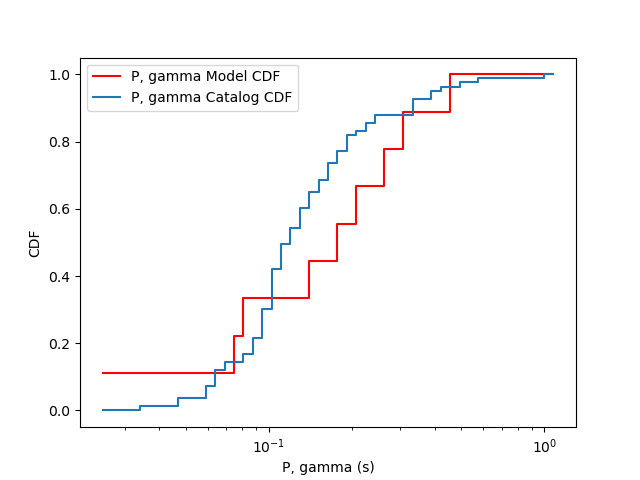 P, gamma Model CDF
P, gamma Catalog CDF
1.0
0.8
0.6
0.4
0.2
0.0
CDF
10⁻¹ 10⁰
P, gamma (s)